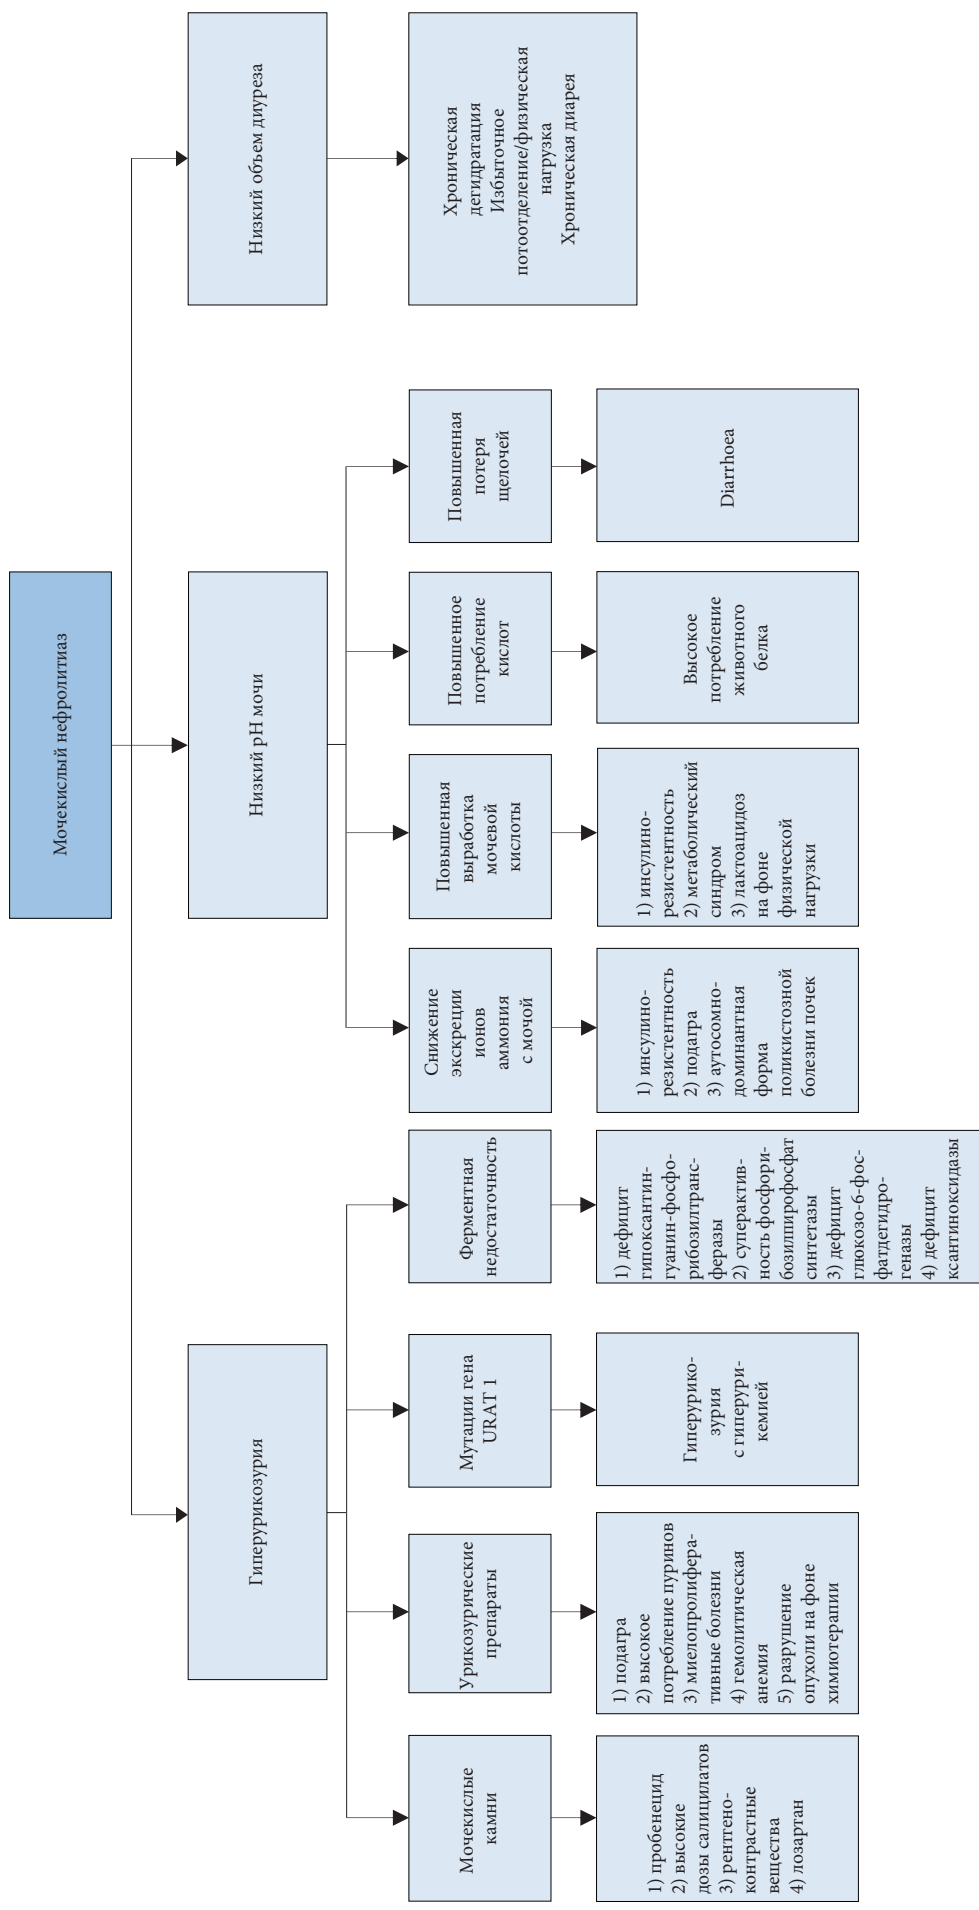 Мочекислый нефролитиаз
Гиперурикозурия
Низкий pH мочи
Низкий объем диуреза
Мочекислые
камни
Урикозурические
препараты
Мутации гена
URAT 1
Ферментная
недостаточность
Снижение
экскреции
ионов
аммония
с мочой
Повышенная
выработка
мочевой
кислоты
Повышенное
потребление
кислот
Повышенная
потеря
щелочей
Хроническая
дегидратация
Избыточное
потоотделение/физическая
нагрузка
Хроническая диарея
1) пробенецид
2) высокие
дозы салицилатов
3) рентгено-
контрастные
вещества
4) лозартан
1) подагра
2) высокое
потребление пуринов
3) миелопролифера-
тивные болезни
4) гемолитическая
анемия
5) разрушение
опухоли на фоне
химиотерапии
Гиперурико-
зурия
с гиперури-
кемией
1) дефицит
гипоксантин-
гуанин-фосфо-
рибозилтранс-
феразы
2) суперактив-
ность фосфори-
бозилпирофосфат
синтетазы
3) дефицит
глюкозо-6-фос-
фатдегидро-
геназы
4) дефицит
ксантиноксидазы
1) инсулино-
резистентность
2) подагра
3) аутосомно-
доминантная
форма
поликистозной
болезни почек
1) инсулино-
резистентность
2) метаболический
синдром
3) лактоацидоз
на фоне
физической
нагрузки
Высокое
потребление
животного
белка
Diarrhoea